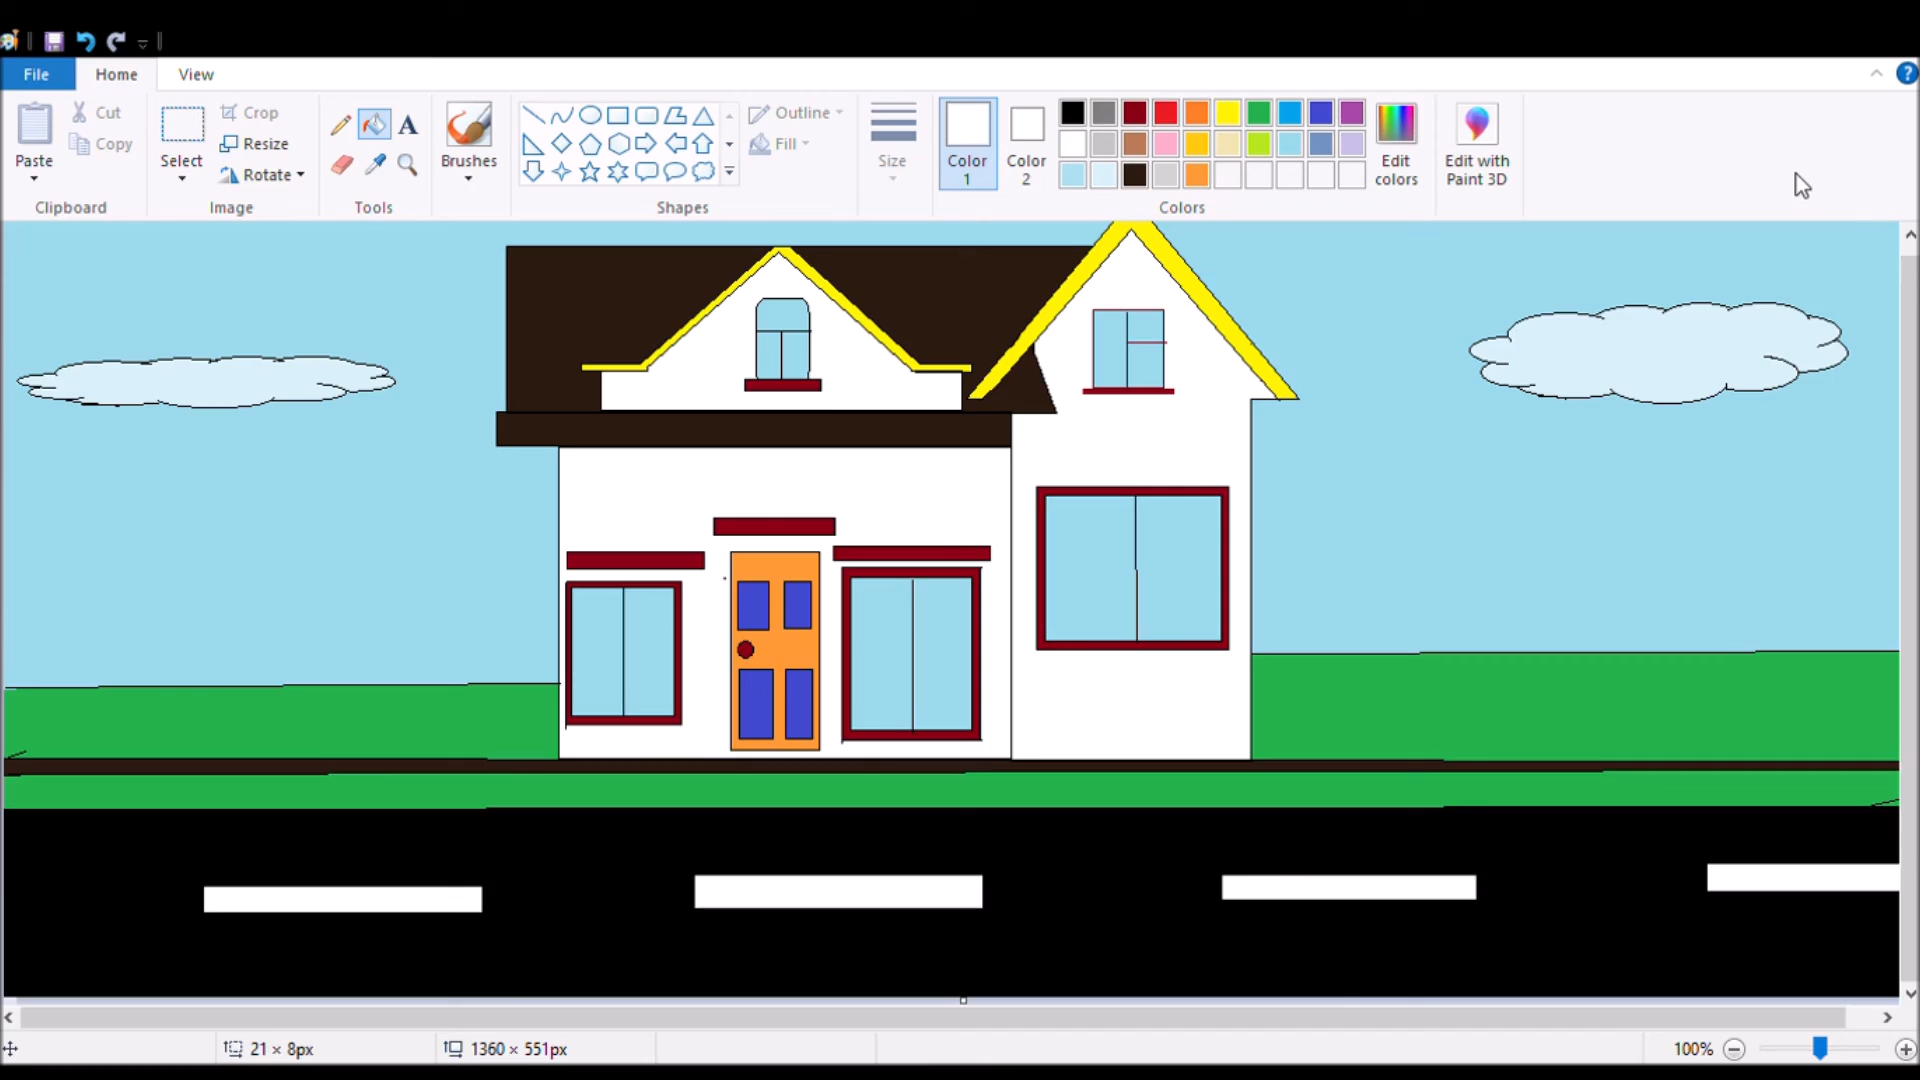 File Home View
Paste
Cut
Copy
Clipboard
Select
Crop
Resize
Rotate
Image
A
Tools
Brushes
Shapes
Outline
Fill
Size
Color
1
Color
2
Edit
colors
Colors
Edit with
Paint 3D
?
21 × 8px
1360 × 551px
100%